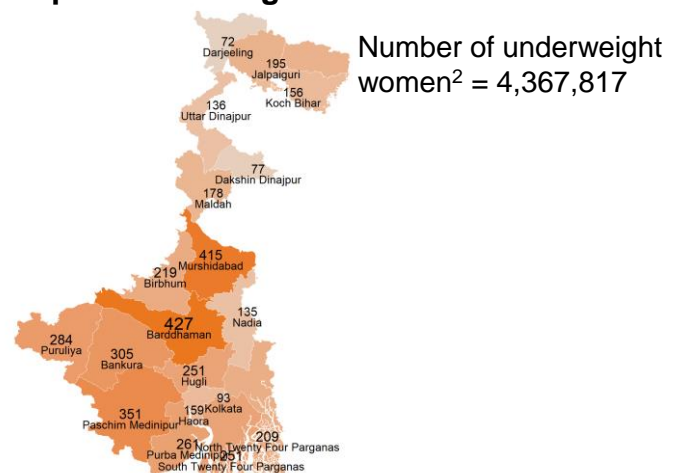 Number of underweight
women² = 4,367,817
72
Darjeeling
195
Jalpaiguri
156
Koch Bihar
136
Uttar Dinajpur
77
Dakshin Dinajpur
178
Maldah
415
Murshidabad
219
Birbhum
135
Nadia
427
Barddhaman
284
Puruliya
305
Bankura
251
Hugli
93
Kolkata
159
Haora
351
Paschim Medinipur
209
North Twenty Four Parganas
261
Purba Medinipur
251
South Twenty Four Parganas